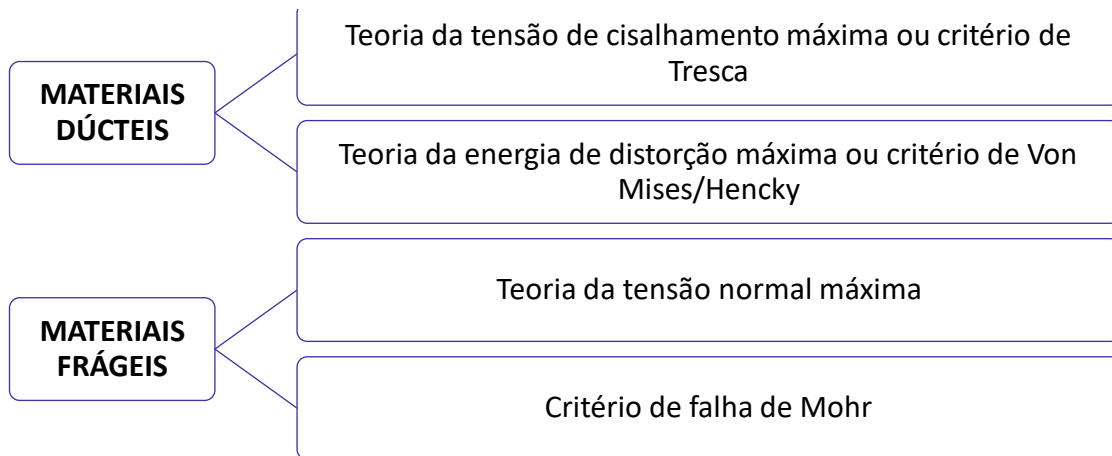 MATERIAIS
DÚCTEIS
Teoria da tensão de cisalhamento máxima ou critério de
Tresca
Teoria da energia de distorção máxima ou critério de Von
Mises/Hencky
MATERIAIS
FRÁGEIS
Teoria da tensão normal máxima
Critério de falha de Mohr